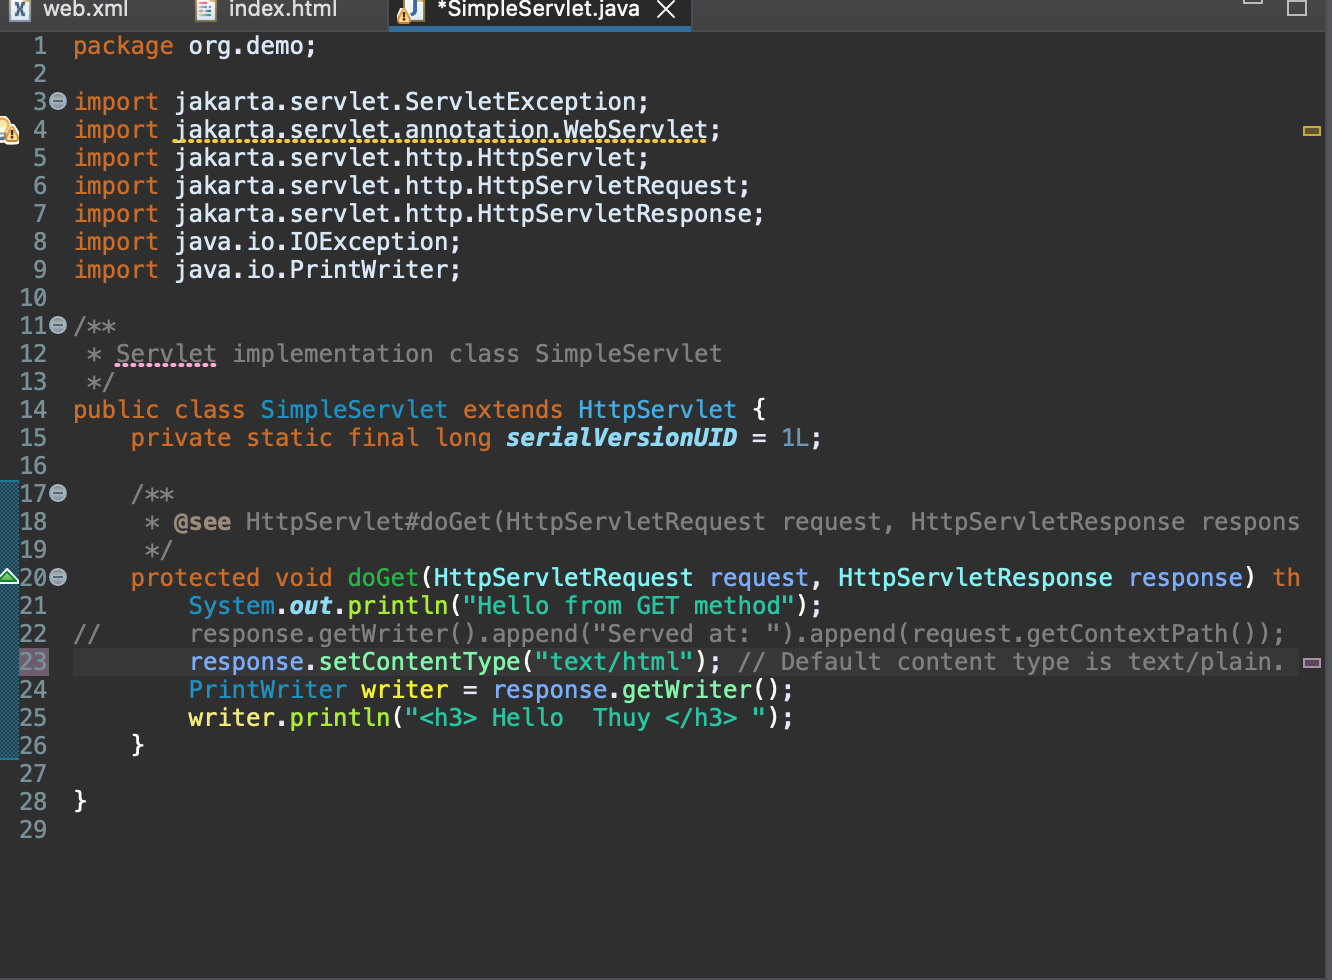 web.xml index.html *SimpleServlet.java
1 package org.demo;
2
3 import jakarta.servlet.ServletException;
4 import jakarta.servlet.annotation.WebServlet;
5 import jakarta.servlet.http.HttpServlet;
6 import jakarta.servlet.http.HttpServletRequest;
7 import jakarta.servlet.http.HttpServletResponse;
8 import java.io.IOException;
9 import java.io.PrintWriter;
10
11 /**
12  * Servlet implementation class SimpleServlet
13  */
14 public class SimpleServlet extends HttpServlet {
15     private static final long serialVersionUID = 1L;
16
17     /**
18      * @see HttpServlet#doGet(HttpServletRequest request, HttpServletResponse respons
19      */
20     protected void doGet(HttpServletRequest request, HttpServletResponse response) th
21         System.out.println("Hello from GET method");
22 //      response.getWriter().append("Served at: ").append(request.getContextPath());
23         response.setContentType("text/html"); // Default content type is text/plain.
24         PrintWriter writer = response.getWriter();
25         writer.println("<h3> Hello  Thuy </h3> ");
26     }
27
28 }
29